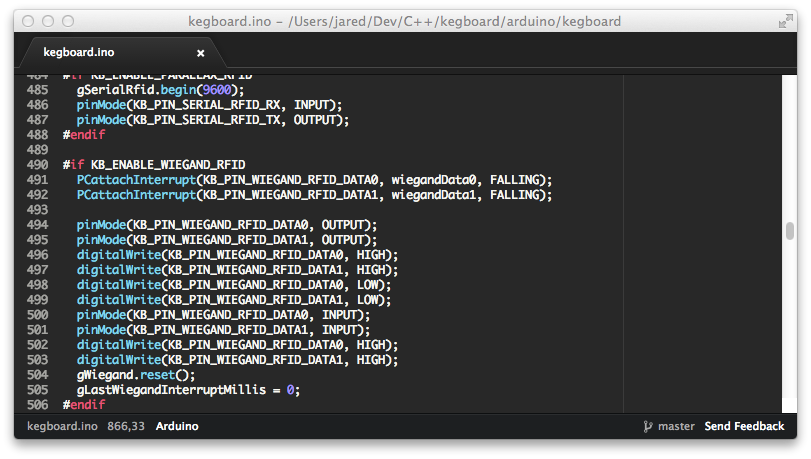 kegboard.ino – /Users/jared/Dev/C++/kegboard/arduino/kegboard
kegboard.ino ×
484 #if KB_ENABLE_PARALLAX_RFID
485 gSerialRfid.begin(9600);
486 pinMode(KB_PIN_SERIAL_RFID_RX, INPUT);
487 pinMode(KB_PIN_SERIAL_RFID_TX, OUTPUT);
488 #endif
489
490 #if KB_ENABLE_WIEGAND_RFID
491 PCattachInterrupt(KB_PIN_WIEGAND_RFID_DATA0, wiegandData0, FALLING);
492 PCattachInterrupt(KB_PIN_WIEGAND_RFID_DATA1, wiegandData1, FALLING);
493
494 pinMode(KB_PIN_WIEGAND_RFID_DATA0, OUTPUT);
495 pinMode(KB_PIN_WIEGAND_RFID_DATA1, OUTPUT);
496 digitalWrite(KB_PIN_WIEGAND_RFID_DATA0, HIGH);
497 digitalWrite(KB_PIN_WIEGAND_RFID_DATA1, HIGH);
498 digitalWrite(KB_PIN_WIEGAND_RFID_DATA0, LOW);
499 digitalWrite(KB_PIN_WIEGAND_RFID_DATA1, LOW);
500 pinMode(KB_PIN_WIEGAND_RFID_DATA0, INPUT);
501 pinMode(KB_PIN_WIEGAND_RFID_DATA1, INPUT);
502 digitalWrite(KB_PIN_WIEGAND_RFID_DATA0, HIGH);
503 digitalWrite(KB_PIN_WIEGAND_RFID_DATA1, HIGH);
504 gWiegand.reset();
505 gLastWiegandInterruptMillis = 0;
506 #endif
kegboard.ino 866,33 Arduino master Send Feedback